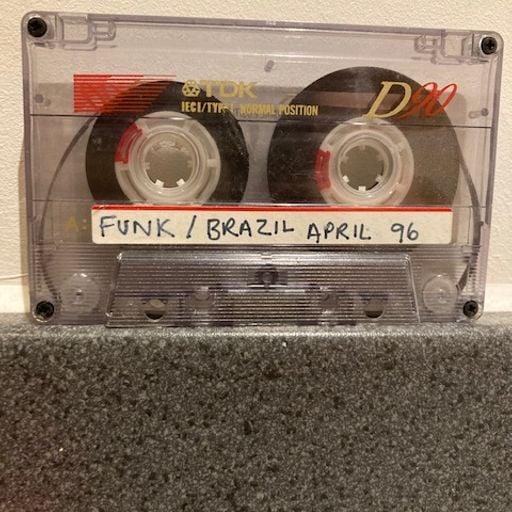 TDK
D90
IECI/TYPE I NORMAL POSITION
A: FUNK / BRAZIL APRIL 96